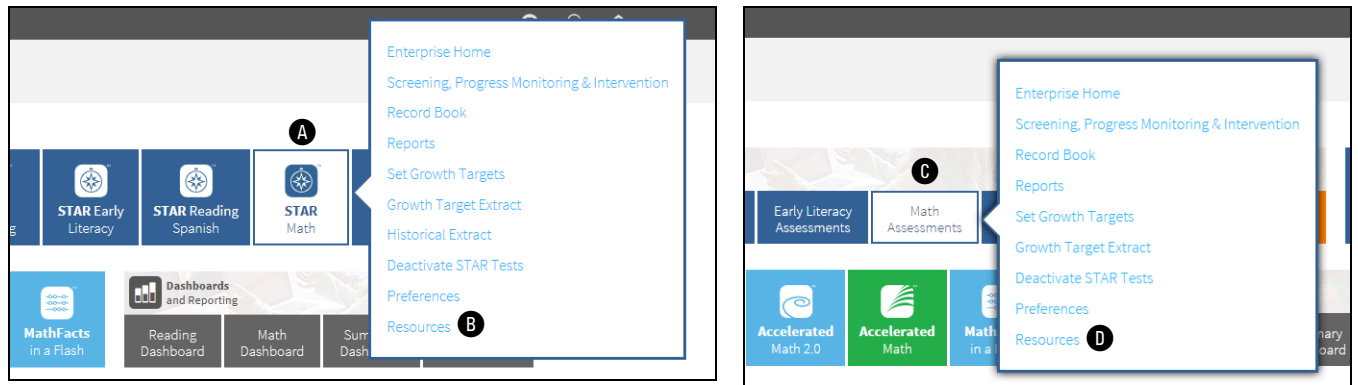 Enterprise Home
Screening, Progress Monitoring & Intervention
Record Book
A
Reports
Set Growth Targets
STAR Early
Literacy
STAR Reading
Spanish
STAR
Math
Growth Target Extract
Historical Extract
Deactivate STAR Tests
Dashboards
and Reporting
Preferences
MathFacts
in a Flash
Reading
Dashboard
Math
Dashboard
Resources B
Enterprise Home
Screening, Progress Monitoring & Intervention
Record Book
C
Reports
Early Literacy
Assessments
Math
Assessments
Set Growth Targets
Growth Target Extract
Deactivate STAR Tests
Preferences
Accelerated
Math 2.0
Accelerated
Math
Math
in a
Resources D